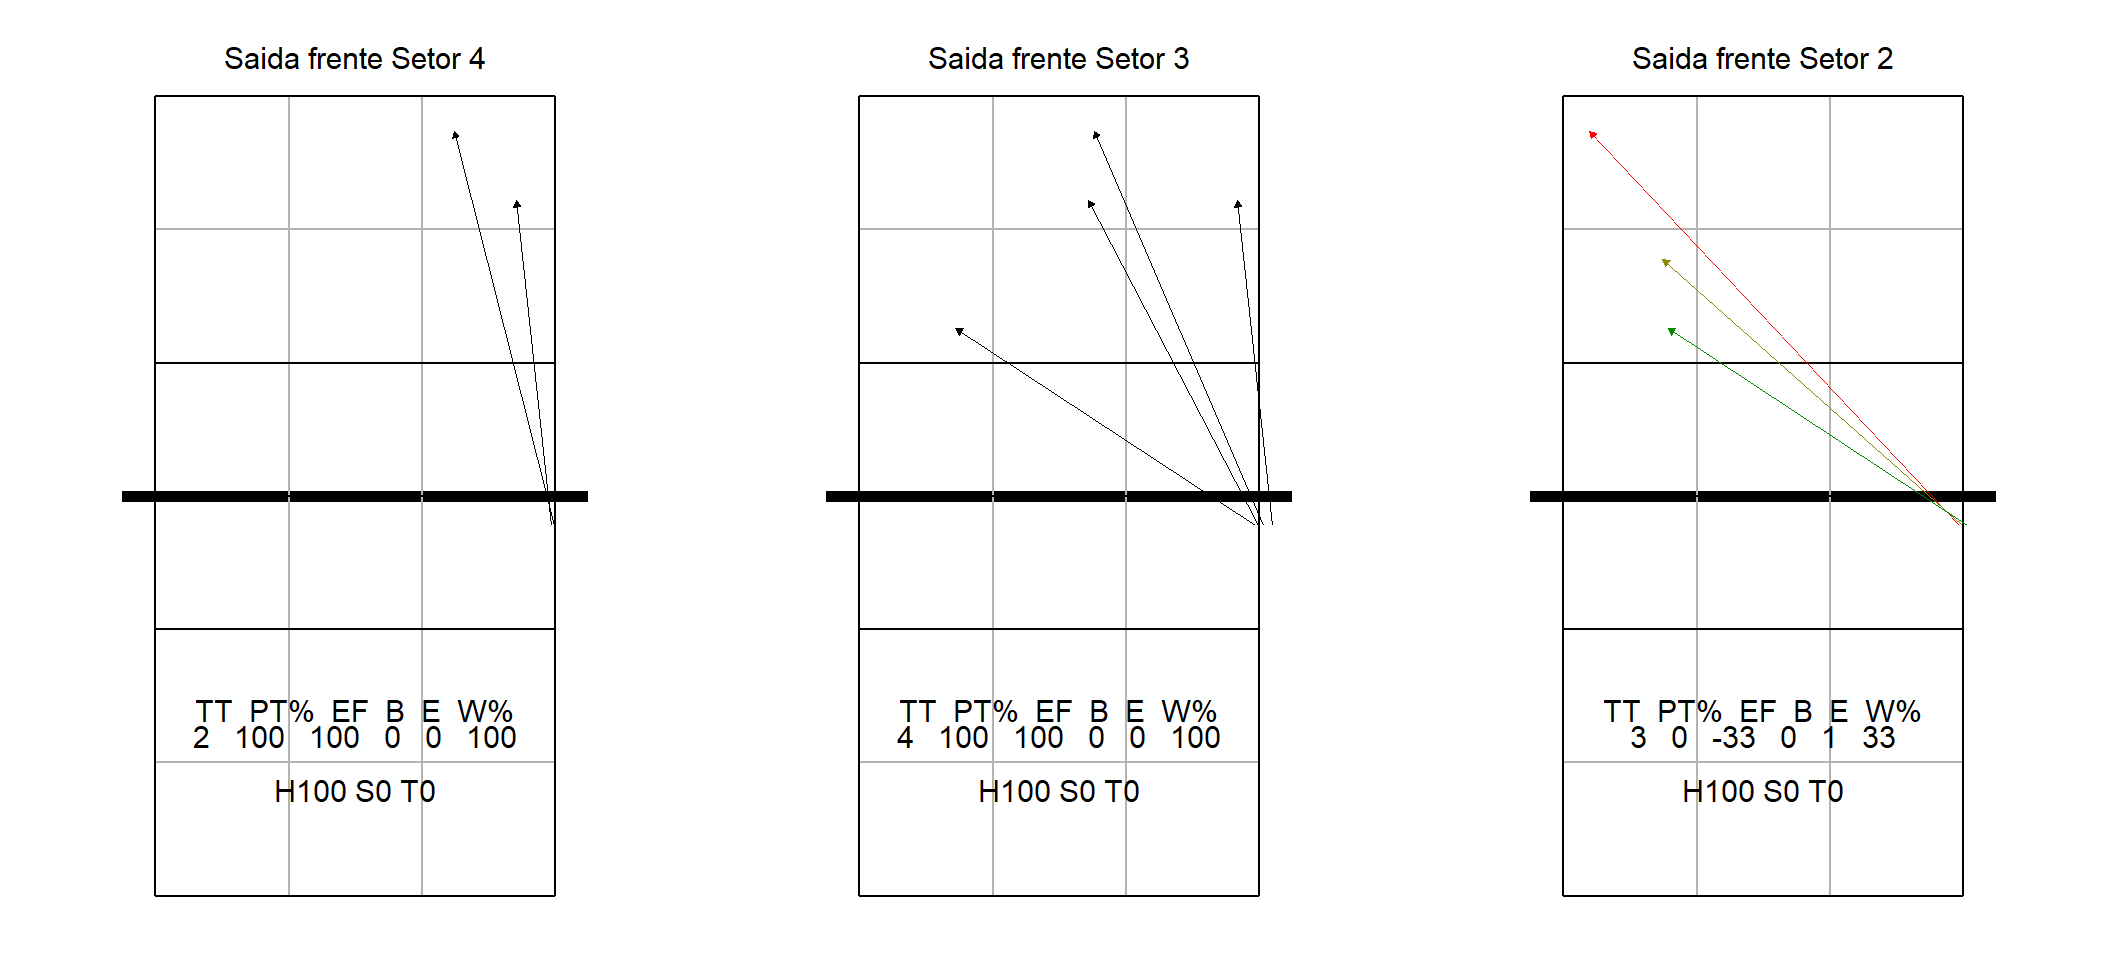 Saida frente Setor 4
TT PT% EF B E W%
2 100 100 0 0 100
H100 S0 T0
Saida frente Setor 3
TT PT% EF B E W%
4 100 100 0 0 100
H100 S0 T0
Saida frente Setor 2
TT PT% EF B E W%
3 0 -33 0 1 33
H100 S0 T0